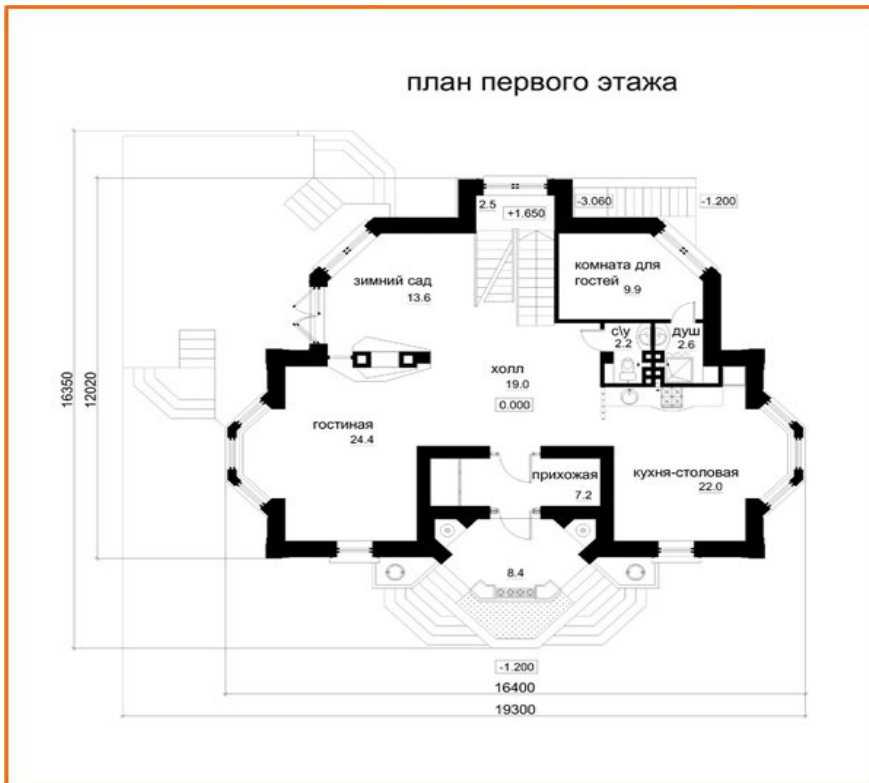 план первого этажа
2.5
+1.650
-3.060
-1.200
зимний сад
13.6
комната для
гостей
9.9
с\у
2.2
душ
2.6
холл
19.0
0.000
16350
12020
гостиная
24.4
прихожая
7.2
кухня-столовая
22.0
8.4
-1.200
16400
19300